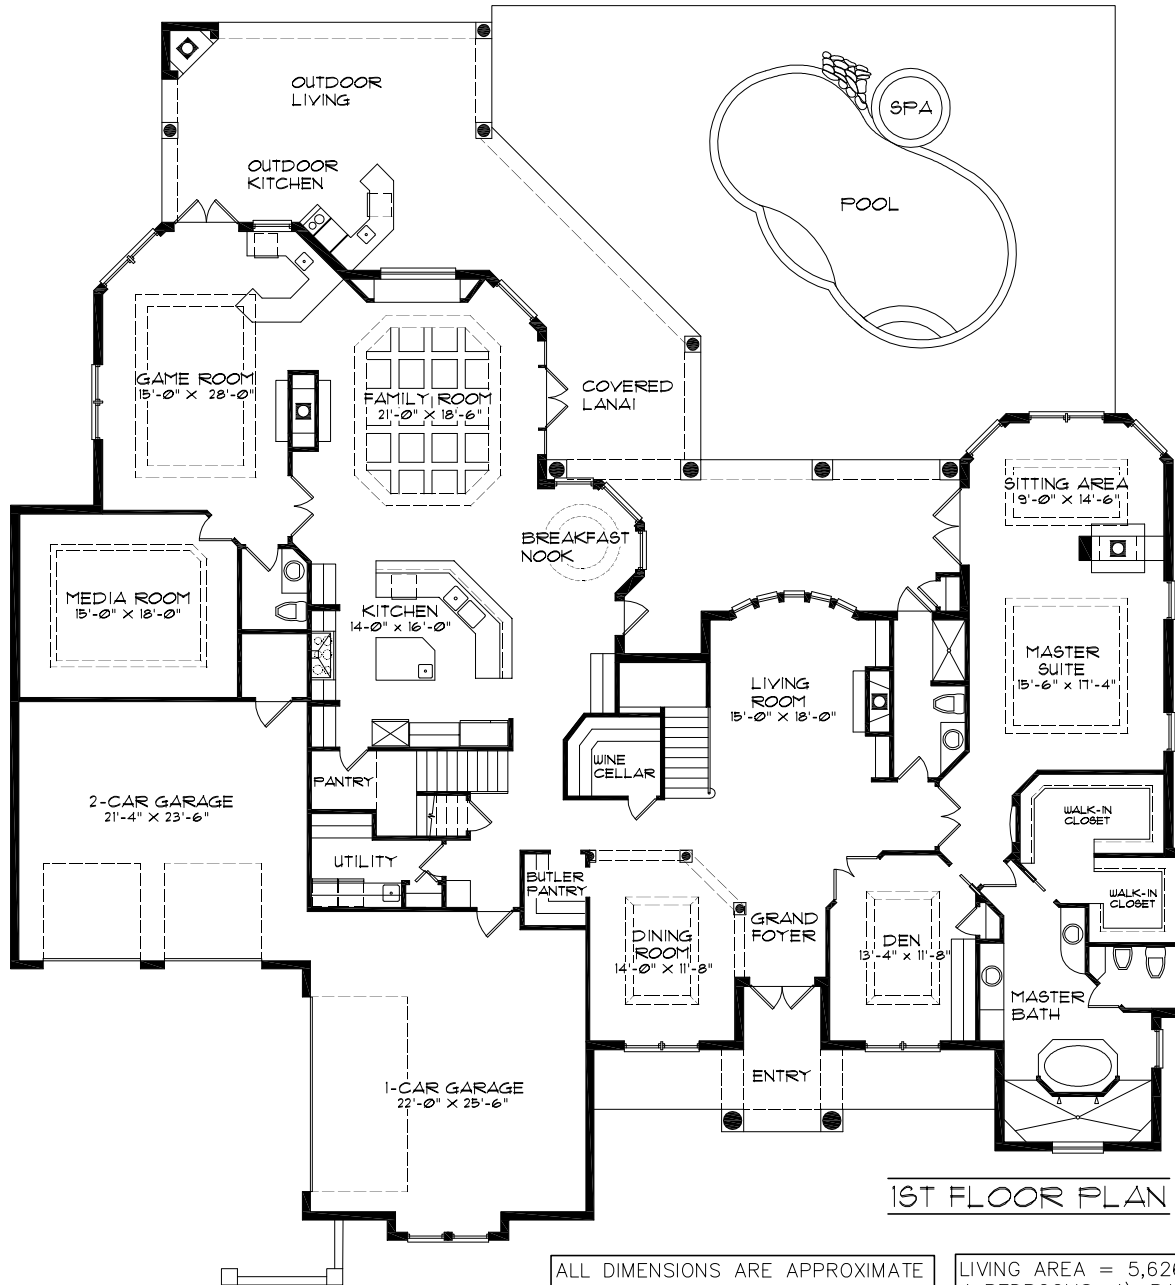 OUTDOOR
LIVING
SPA
OUTDOOR
KITCHEN
POOL
GAME ROOM
15'-0" X 28'-0"
FAMILY ROOM
21'-0" X 18'-6"
COVERED
LANAI
SITTING AREA
9'-0" X 14'-6"
BREAKFAST
NOOK
MEDIA ROOM
15'-0" X 18'-0"
KITCHEN
14-0" X 16'-0"
MASTER
SUITE
15'-6" X 17'-4"
LIVING
ROOM
15'-0" X 18'-0"
WINE
CELLAR
PANTRY
2-CAR GARAGE
21'-4" X 23'-6"
WALK-IN
CLOSET
UTILITY
BUTLER
PANTRY
WALK-IN
CLOSET
GRAND
FOYER
DINING
ROOM
14'-0" X 11'-8"
DEN
13'-4" X 11'-8"
MASTER
BATH
ENTRY
1-CAR GARAGE
22'-0" X 25'-6"
1ST FLOOR PLAN
ALL DIMENSIONS ARE APPROXIMATE
LIVING AREA = 5,62